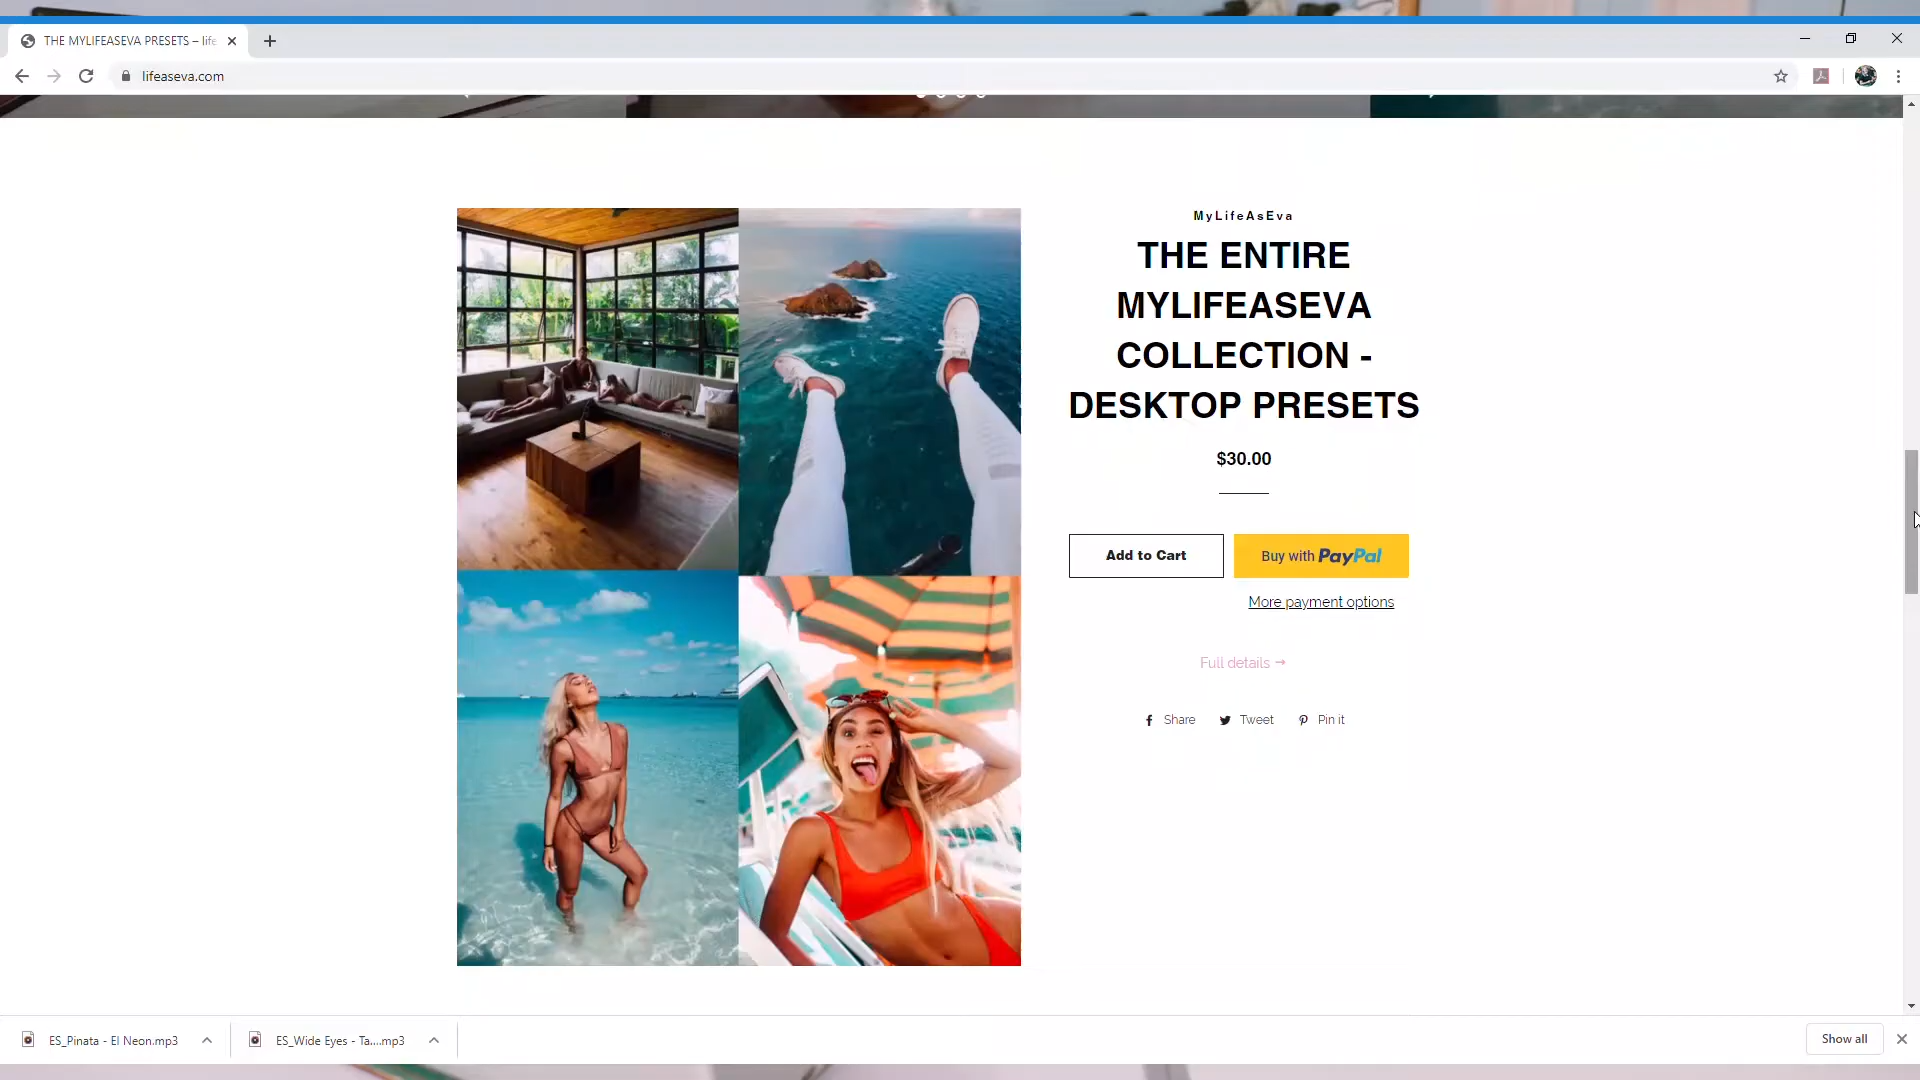 THE MYLIFEASEVA PRESETS – life
lifeaseva.com
MyLifeAsEva
THE ENTIRE
MYLIFEASEVA
COLLECTION -
DESKTOP PRESETS
$30.00
Add to Cart
Buy with PayPal
More payment options
Full details →
Share Tweet Pin it
ES_Pinata - El Neon.mp3
ES_Wide Eyes - Ta....mp3
Show all